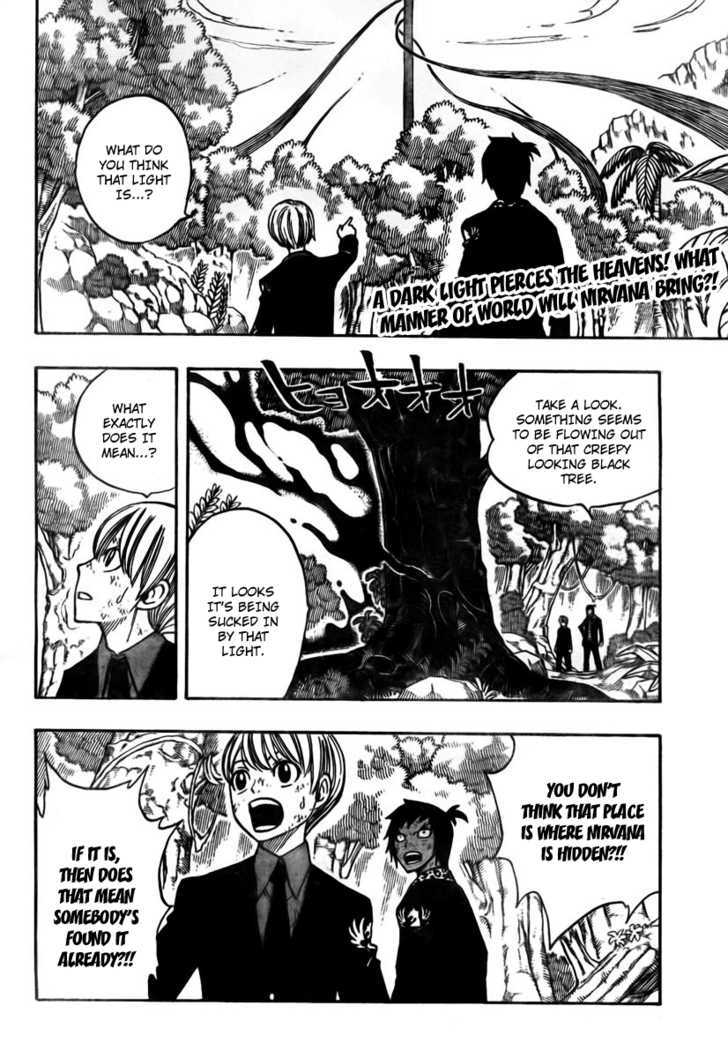 WHAT DO
YOU THINK
THAT LIGHT
IS...?
A DARK LIGHT PIERCES THE HEAVENS! WHAT
MANNER OF WORLD WILL NIRVANA BRING?!
TAKE A LOOK.
SOMETHING SEEMS
TO BE FLOWING OUT
OF THAT CREEPY
LOOKING BLACK
TREE.
ヒョオオオ
IT LOOKS
IT'S BEING
SUCKED IN
BY THAT
LIGHT.
WHAT
EXACTLY
DOES IT
MEAN...?
YOU DON'T
THINK THAT PLACE
IS WHERE NIRVANA
IS HIDDEN?!!
IF IT IS,
THEN DOES
THAT MEAN
SOMEBODY'S
FOUND IT
ALREADY?!!